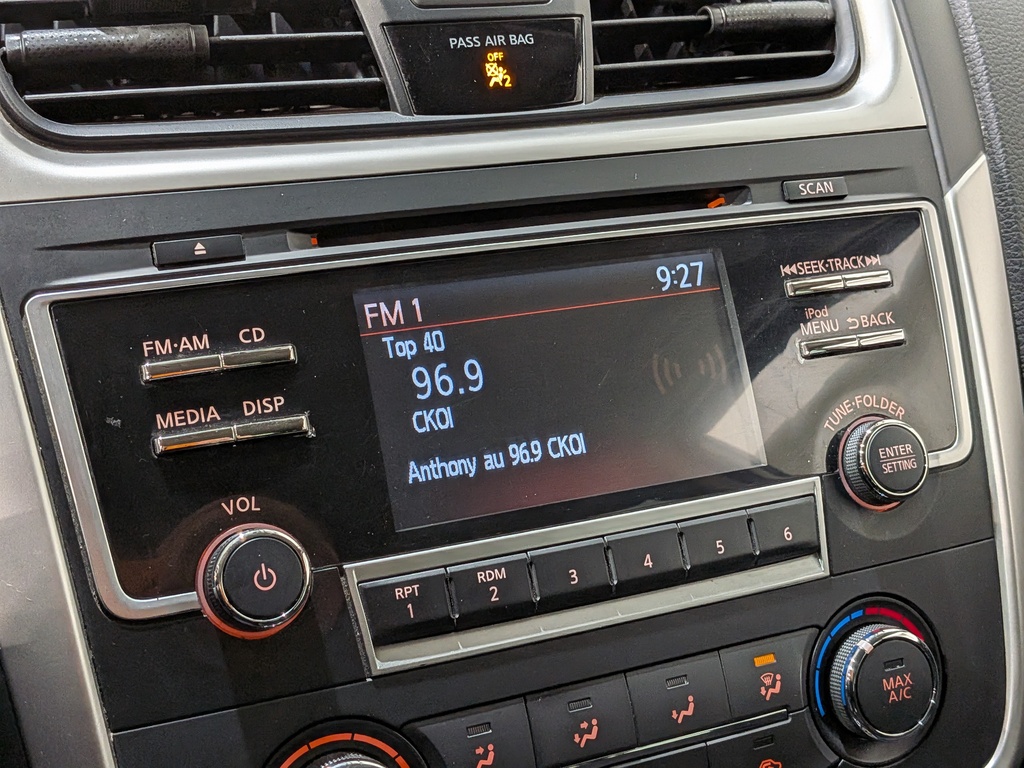 PASS AIR BAG
OFF
2
SCAN
9:27
FM 1
Top 40
96.9
CKOI
Anthony au 96.9 CKOI
SEEK·TRACK
iPod
MENU BACK
FM·AM CD
MEDIA DISP
TUNE·FOLDER
ENTER
SETTING
VOL
RPT
1
RDM
2
3
4
5
6
MAX
A/C